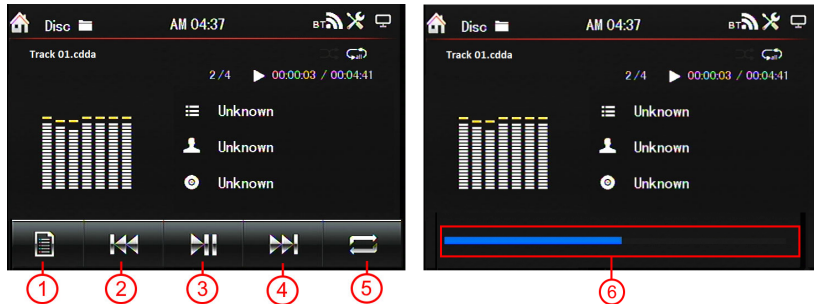 Disc AM 04:37 BT
Track 01.cdda
all
2/4 00:00:03 / 00:04:41
Unknown
Unknown
Unknown
1 2 3 4 5
Disc AM 04:37 BT
Track 01.cdda
all
2/4 00:00:03 / 00:04:41
Unknown
Unknown
Unknown
6